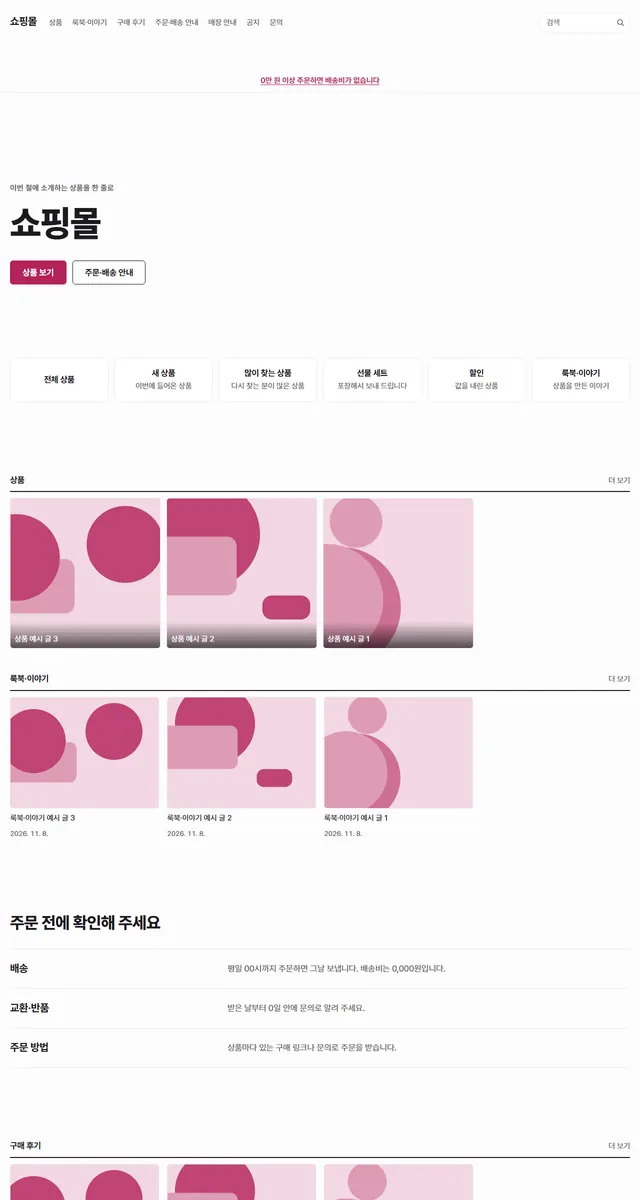 쇼핑몰 상품 룩북·이야기 구매 후기 주문·배송 안내 매장 안내 공지 문의 검색
0만 원 이상 주문하면 배송비가 없습니다
이번 철에 소개하는 상품을 한 줄로
쇼핑몰
상품 보기 주문·배송 안내
전체 상품
새 상품
이번에 들어온 상품
많이 찾는 상품
다시 찾는 분이 많은 상품
선물 세트
포장해서 보내 드립니다
할인
값을 내린 상품
룩북·이야기
상품을 만든 이야기
상품 더 보기
상품 예시 글 3
상품 예시 글 2
상품 예시 글 1
룩북·이야기 더 보기
룩북·이야기 예시 글 3
2026. 11. 8.
룩북·이야기 예시 글 2
2026. 11. 8.
룩북·이야기 예시 글 1
2026. 11. 8.
주문 전에 확인해 주세요
배송 평일 00시까지 주문하면 그날 보냅니다. 배송비는 0,000원입니다.
교환·반품 받은 날부터 0일 안에 문의로 알려 주세요.
주문 방법 상품마다 있는 구매 링크나 문의로 주문을 받습니다.
구매 후기 더 보기